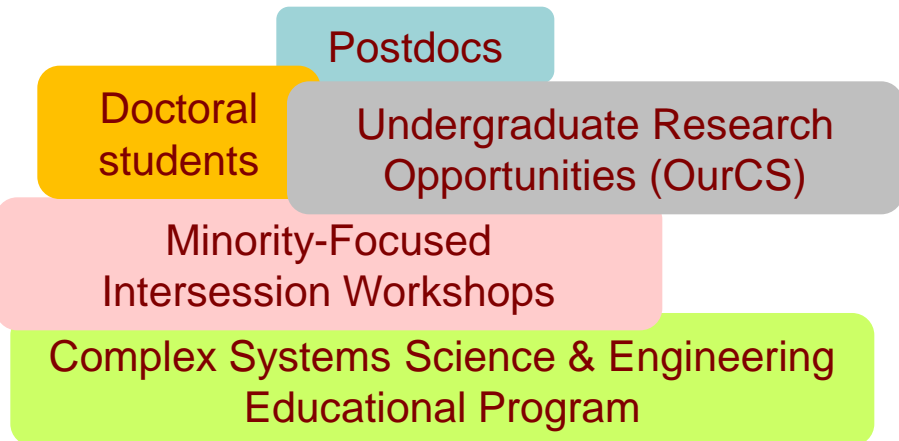 Postdocs
Doctoral
students
Undergraduate Research
Opportunities (OurCS)
Minority-Focused
Intersession Workshops
Complex Systems Science & Engineering
Educational Program